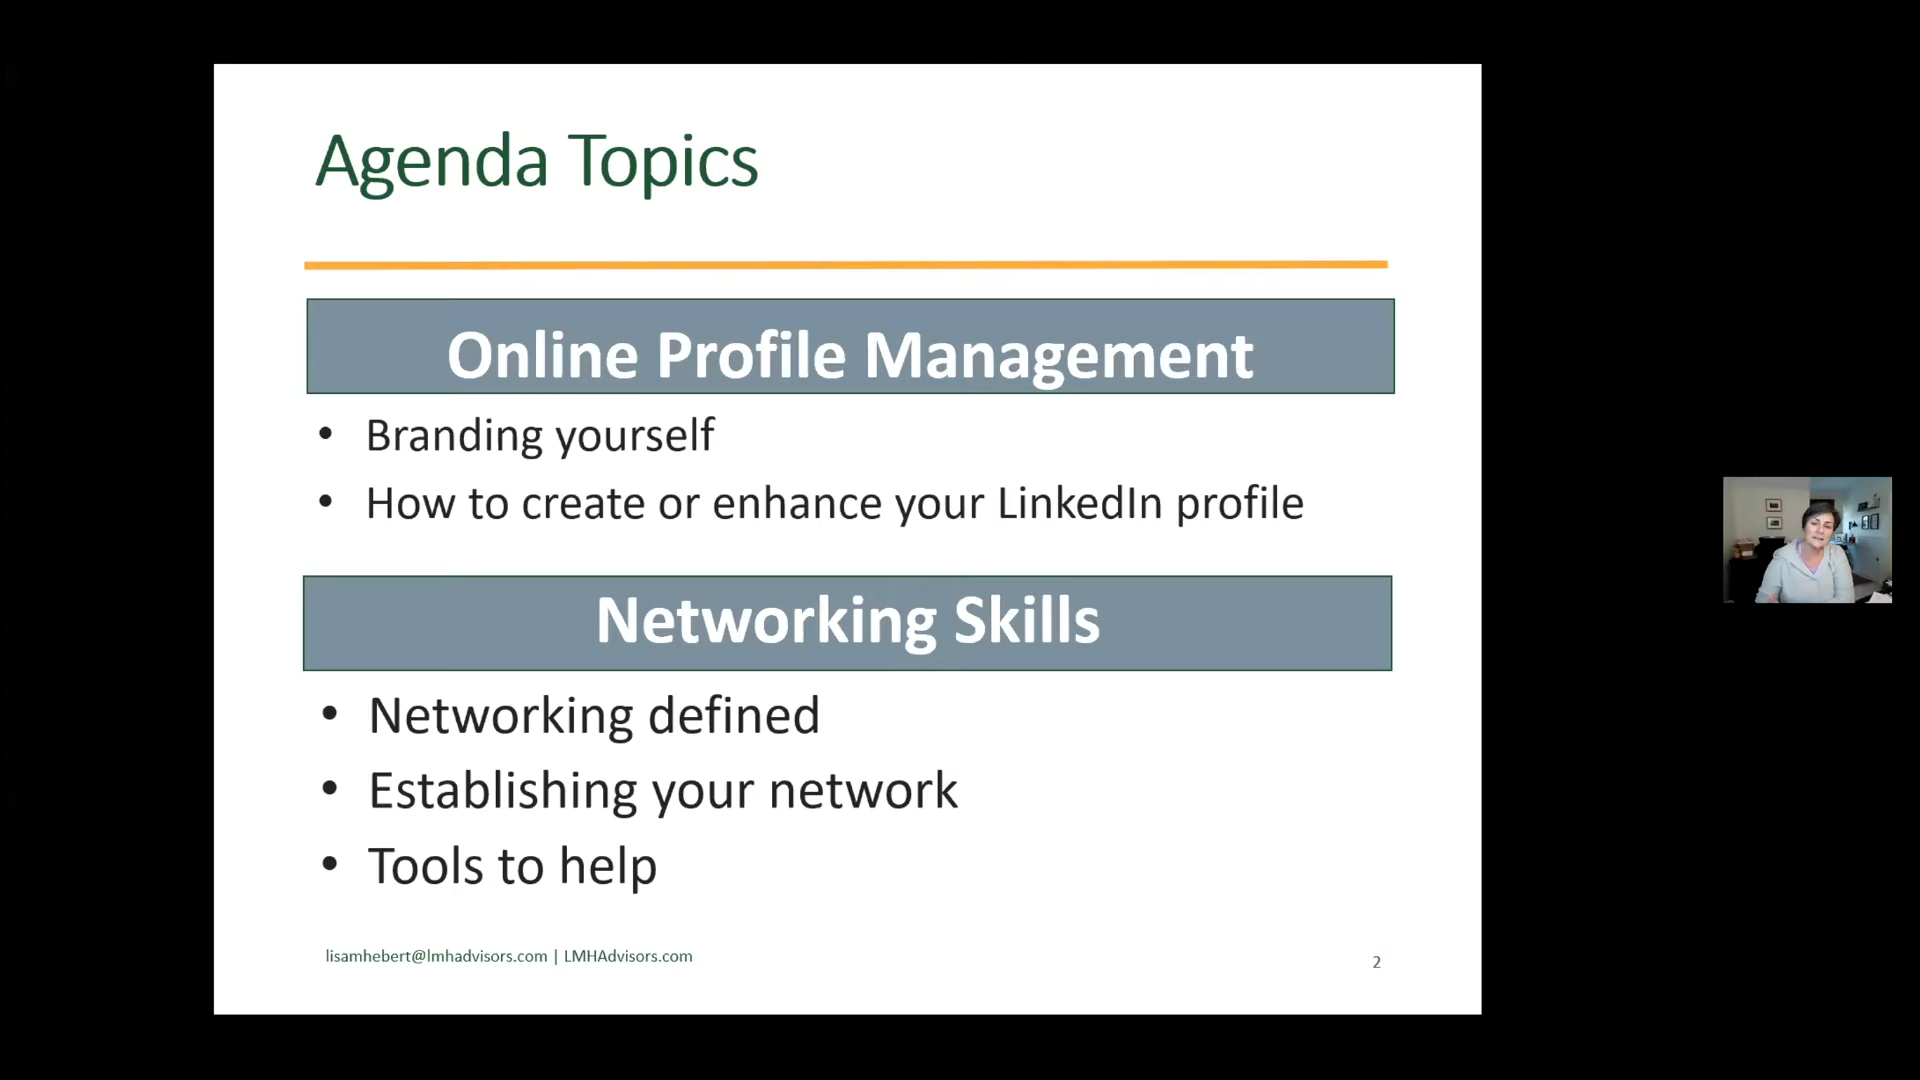 Agenda Topics
Online Profile Management
• Branding yourself
• How to create or enhance your LinkedIn profile
Networking Skills
• Networking defined
• Establishing your network
• Tools to help
lisamhebert@lmhadvisors.com | LMHAdvisors.com
2